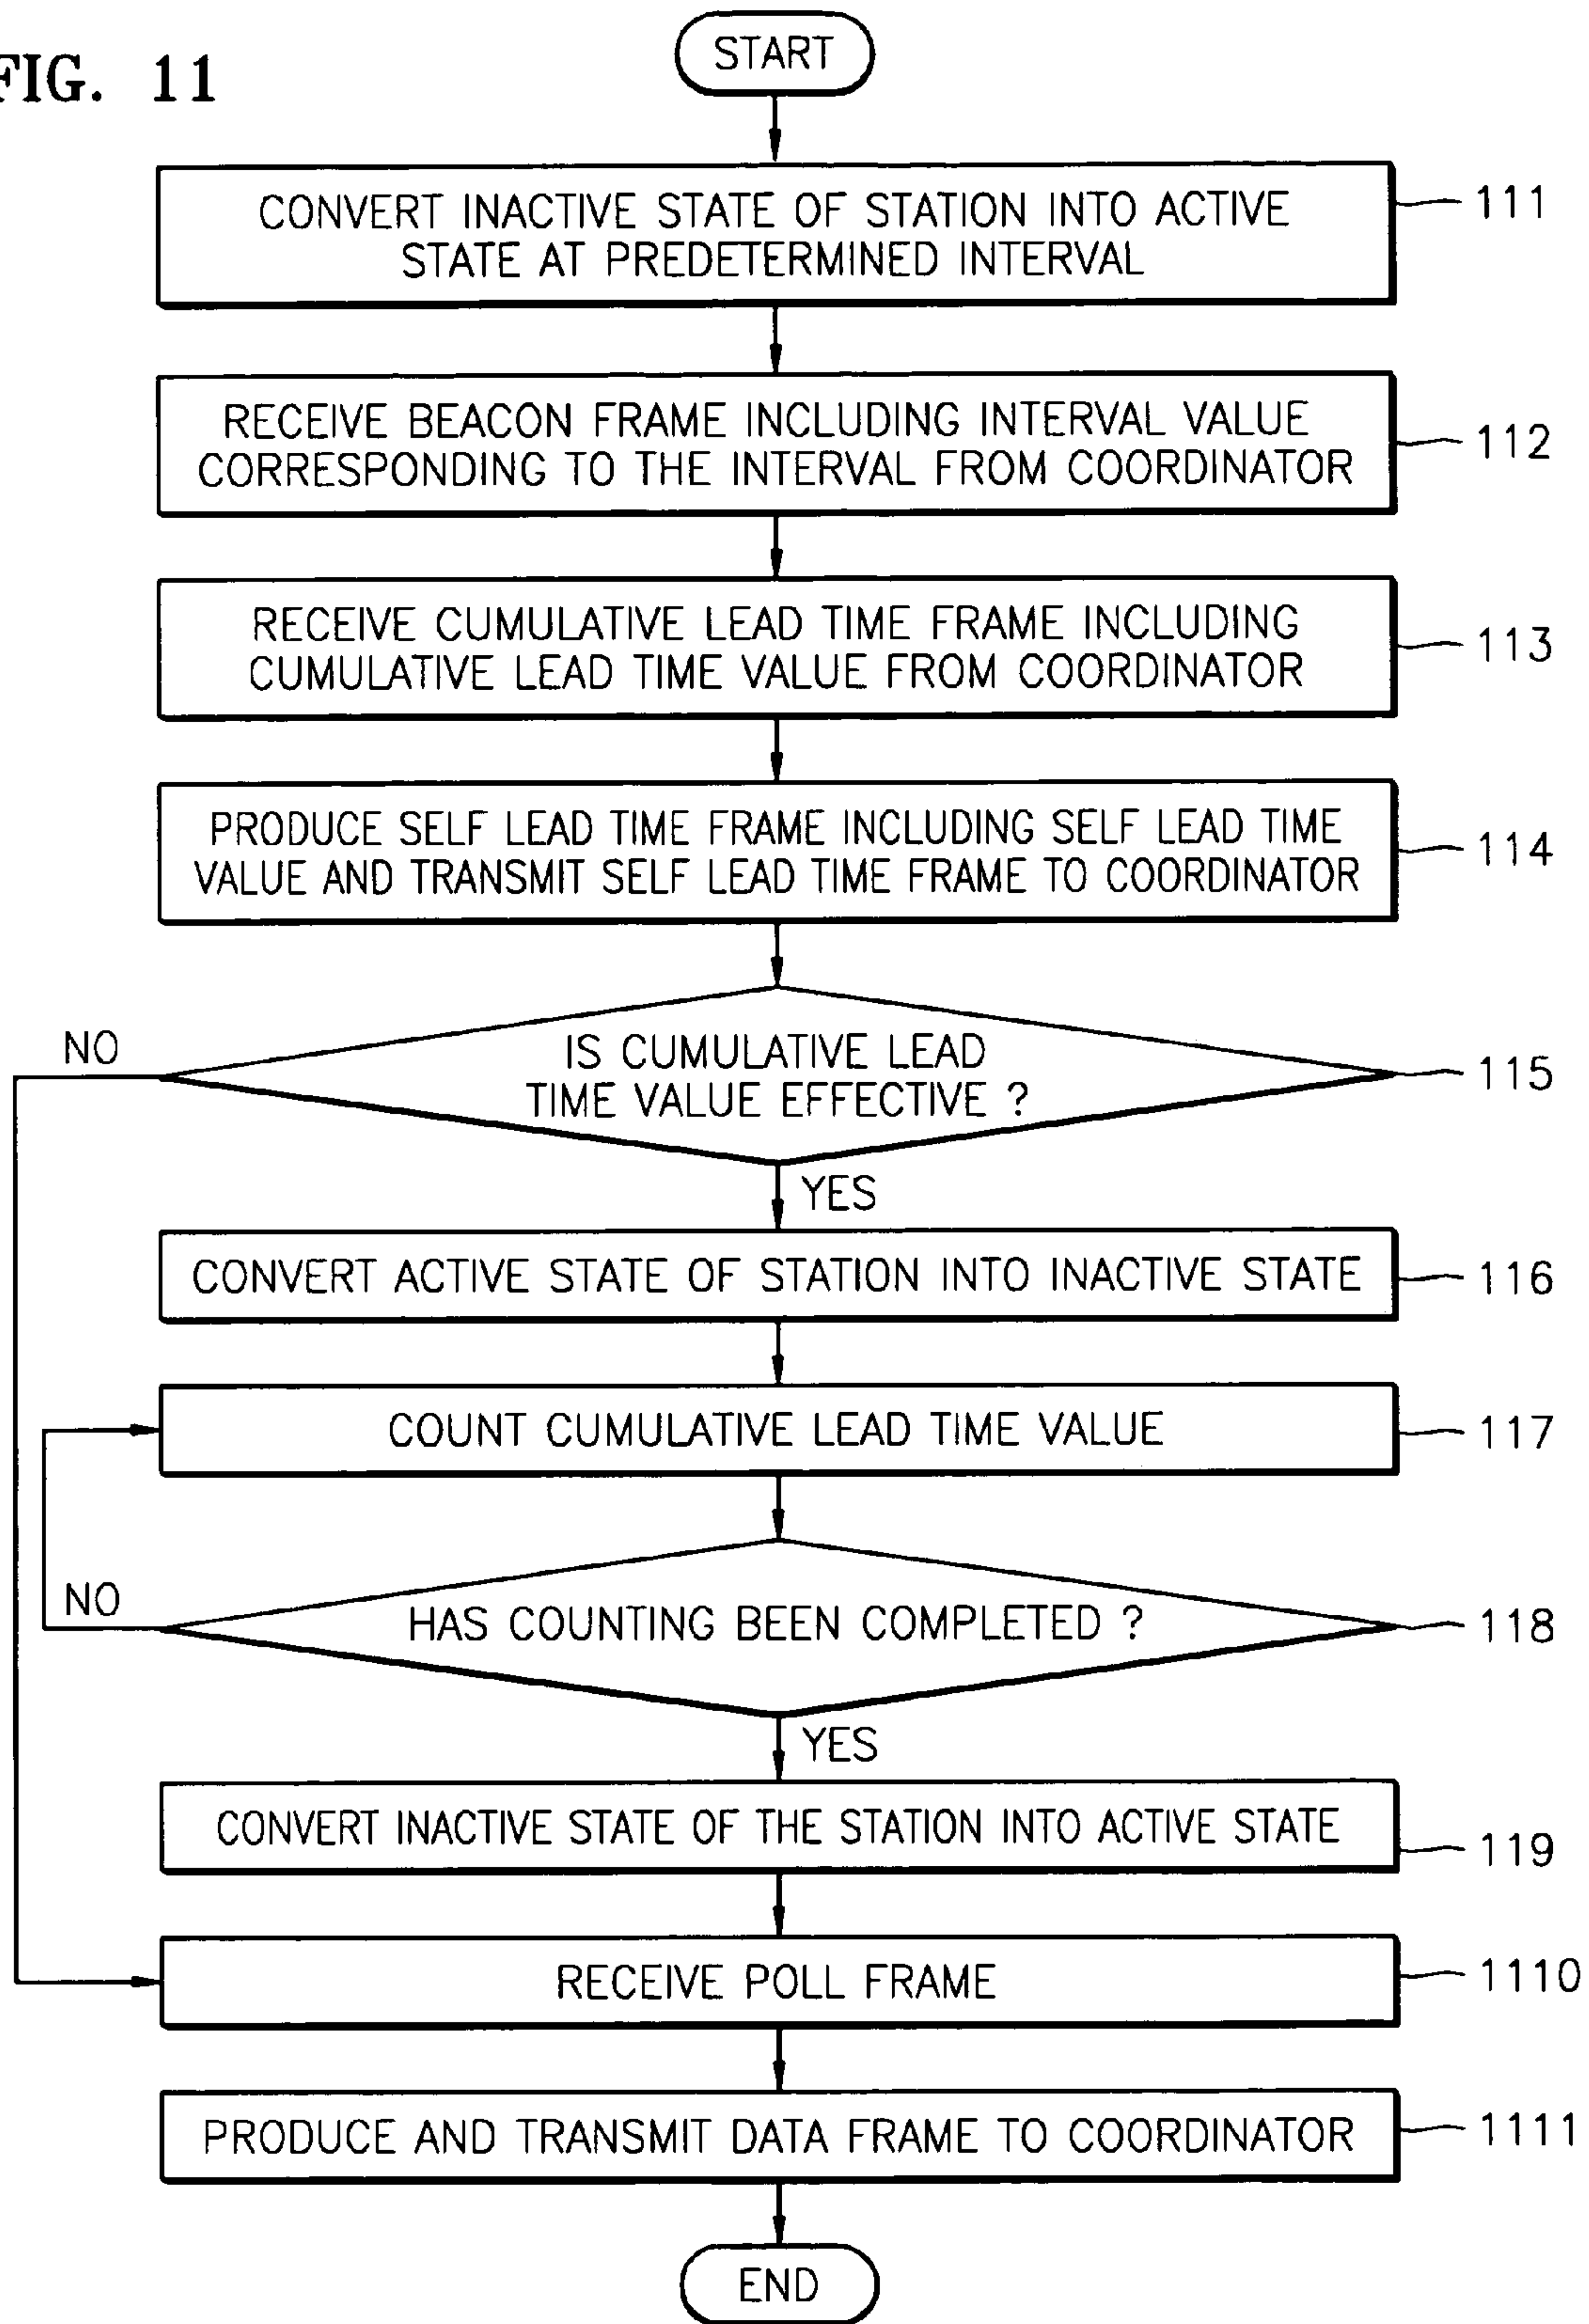 FIG. 11
START
CONVERT INACTIVE STATE OF STATION INTO ACTIVE
STATE AT PREDETERMINED INTERVAL
111
RECEIVE BEACON FRAME INCLUDING INTERVAL VALUE
CORRESPONDING TO THE INTERVAL FROM COORDINATOR
112
RECEIVE CUMULATIVE LEAD TIME FRAME INCLUDING
CUMULATIVE LEAD TIME VALUE FROM COORDINATOR
113
PRODUCE SELF LEAD TIME FRAME INCLUDING SELF LEAD TIME
VALUE AND TRANSMIT SELF LEAD TIME FRAME TO COORDINATOR
114
NO
IS CUMULATIVE LEAD
TIME VALUE EFFECTIVE ?
115
YES
CONVERT ACTIVE STATE OF STATION INTO INACTIVE STATE
116
COUNT CUMULATIVE LEAD TIME VALUE
117
NO
HAS COUNTING BEEN COMPLETED ?
118
YES
CONVERT INACTIVE STATE OF THE STATION INTO ACTIVE STATE
119
RECEIVE POLL FRAME
1110
PRODUCE AND TRANSMIT DATA FRAME TO COORDINATOR
1111
END